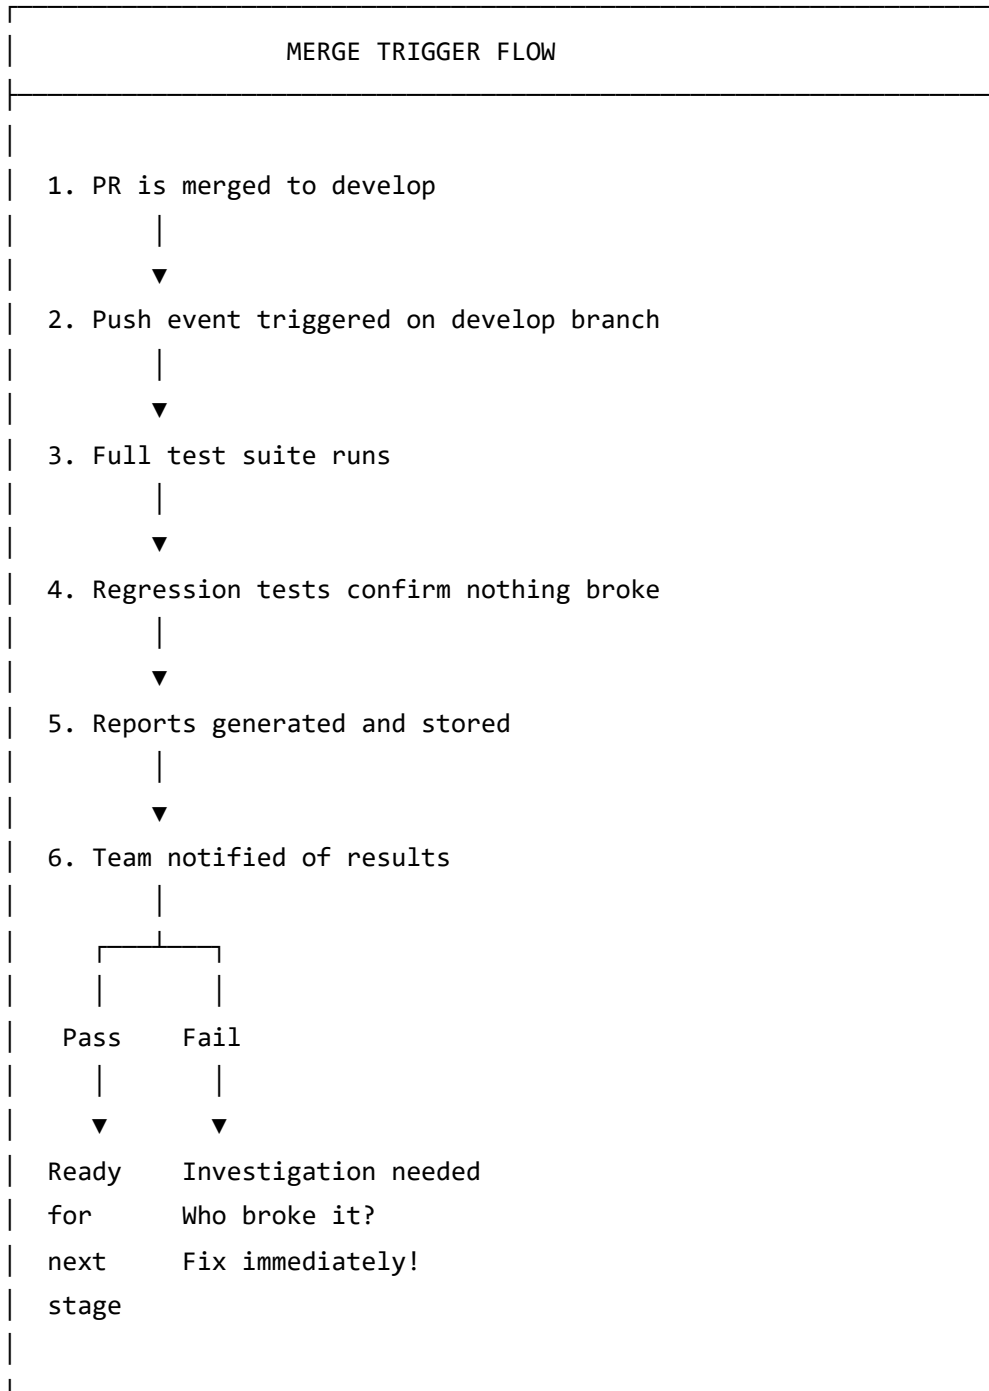 MERGE TRIGGER FLOW
1. PR is merged to develop
2. Push event triggered on develop branch
3. Full test suite runs
4. Regression tests confirm nothing broke
5. Reports generated and stored
6. Team notified of results
Pass Fail
Ready Investigation needed
for Who broke it?
next Fix immediately!
stage